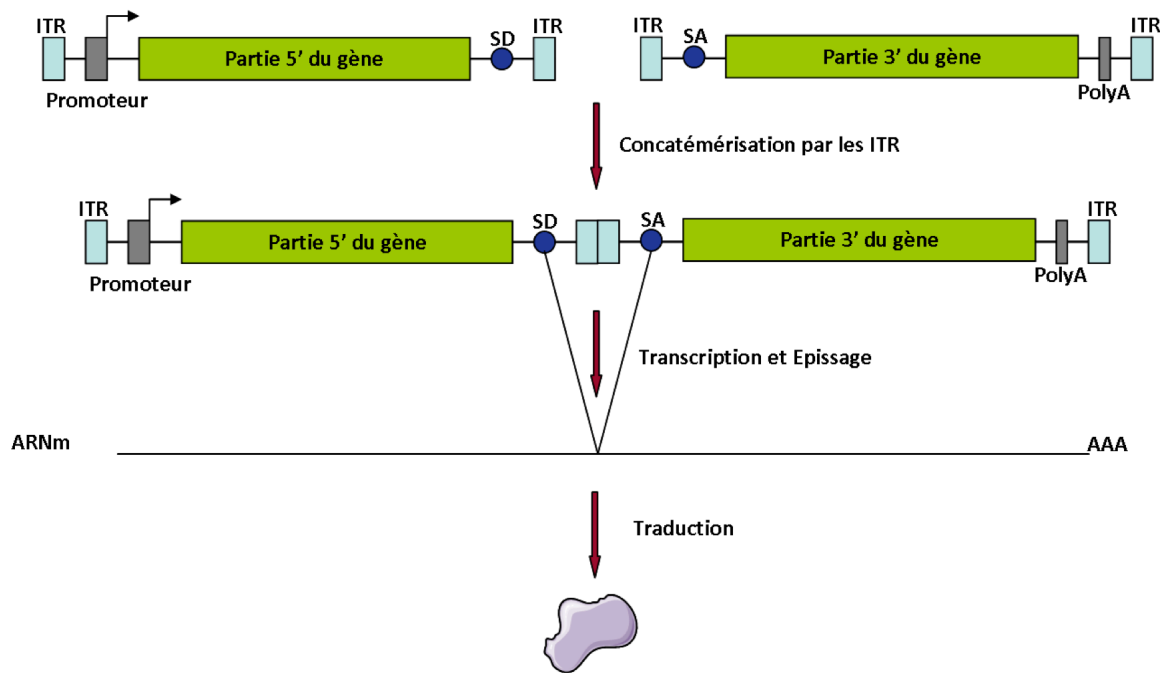 ITR
ITR
ITR
ITR
SD
SA
Partie 5’ du gène
Partie 3’ du gène
Promoteur
PolyA
Concatémérisation par les ITR
ITR
SD
SA
ITR
Partie 5’ du gène
Partie 3’ du gène
Promoteur
PolyA
Transcription et Epissage
ARNm
AAA
Traduction